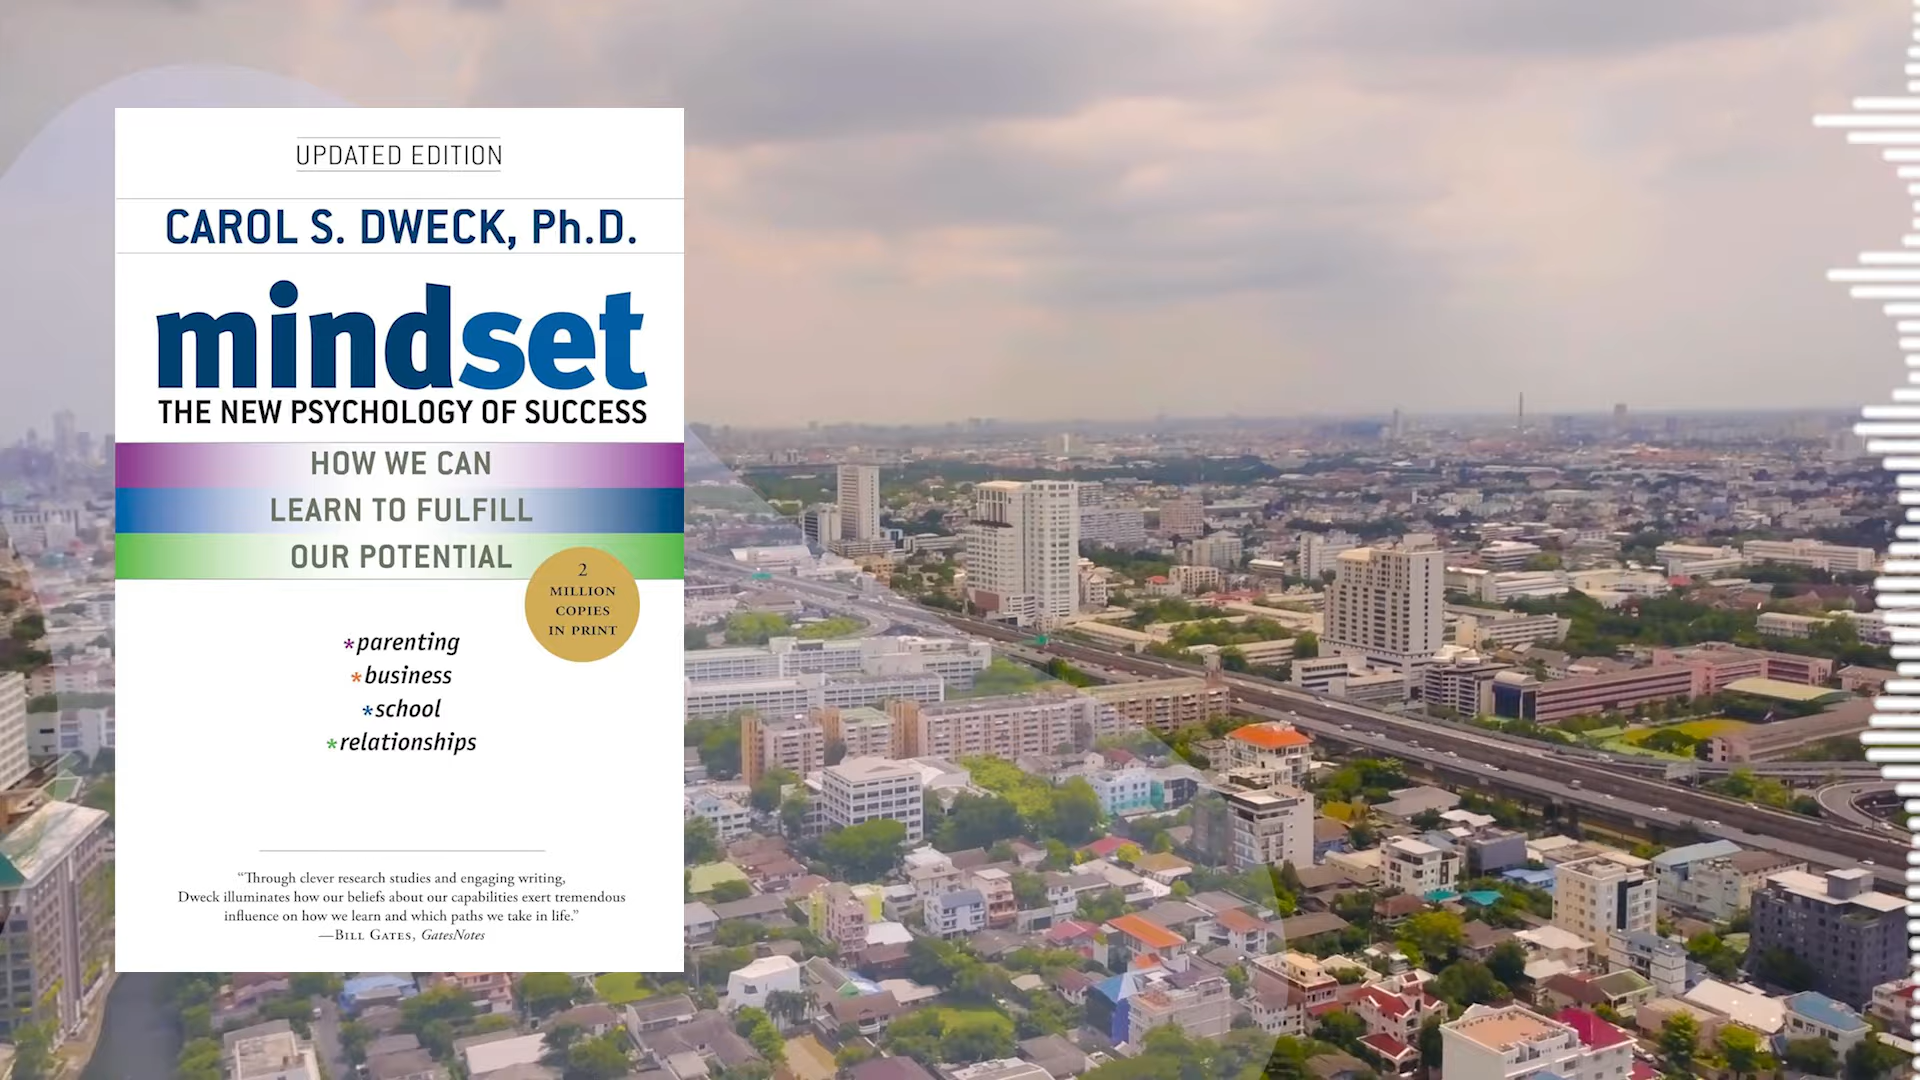 UPDATED EDITION
CAROL S. DWECK, Ph.D.
mindset
THE NEW PSYCHOLOGY OF SUCCESS
HOW WE CAN
LEARN TO FULFILL
OUR POTENTIAL
2
MILLION
COPIES
IN PRINT
*parenting
*business
*school
*relationships
“Through clever research studies and engaging writing,
Dweck illuminates how our beliefs about our capabilities exert tremendous
influence on how we learn and which paths we take in life.”
—BILL GATES, GatesNotes